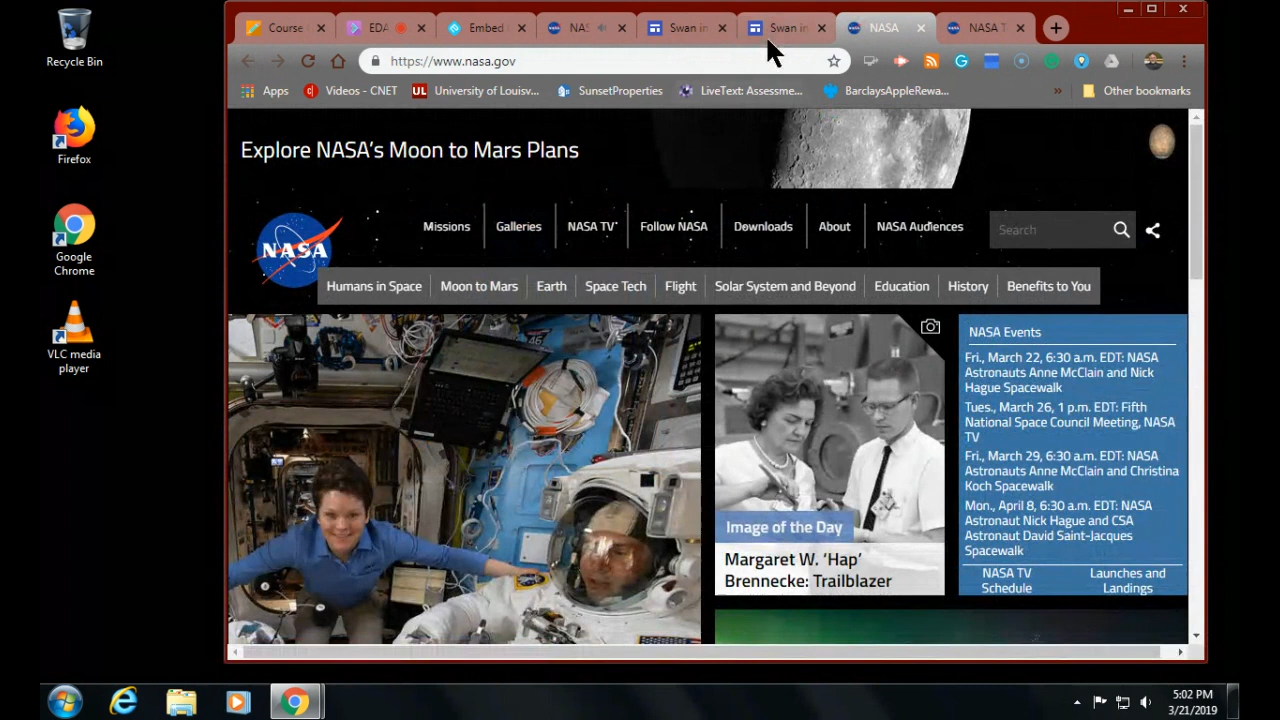 Recycle Bin
Firefox
Google
Chrome
VLC media
player
Course
EDA
Embed
NAS
Swan in
Swan in
NASA
NASA T
https://www.nasa.gov
Apps
Videos - CNET
UL
University of Louisv...
SunsetProperties
LiveText: Assessme...
BarclaysAppleRewa...
»
Other bookmarks
Explore NASA's Moon to Mars Plans
NASA
Missions
Galleries
NASA TV
Follow NASA
Downloads
About
NASA Audiences
Search
Humans in Space
Moon to Mars
Earth
Space Tech
Flight
Solar System and Beyond
Education
History
Benefits to You
46
Image of the Day
Margaret W. ‘Hap’
Brennecke: Trailblazer
NASA Events
Fri., March 22, 6:30 a.m. EDT: NASA
Astronauts Anne McClain and Nick
Hague Spacewalk
Tues., March 26, 1 p.m. EDT: Fifth
National Space Council Meeting, NASA
TV
Fri., March 29, 6:30 a.m. EDT: NASA
Astronauts Anne McClain and Christina
Koch Spacewalk
Mon., April 8, 6:30 a.m. EDT: NASA
Astronaut Nick Hague and CSA
Astronaut David Saint-Jacques
Spacewalk
NASA TV
Schedule
Launches and
Landings
5:02 PM
3/21/2019